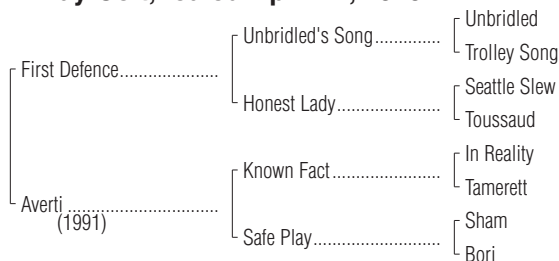 Unbridled
Unbridled's Song
Trolley Song
First Defence
Seattle Slew
Honest Lady
Toussaud
In Reality
Known Fact
Tamerett
Averti
(1991)
Sham
Safe Play
Bori